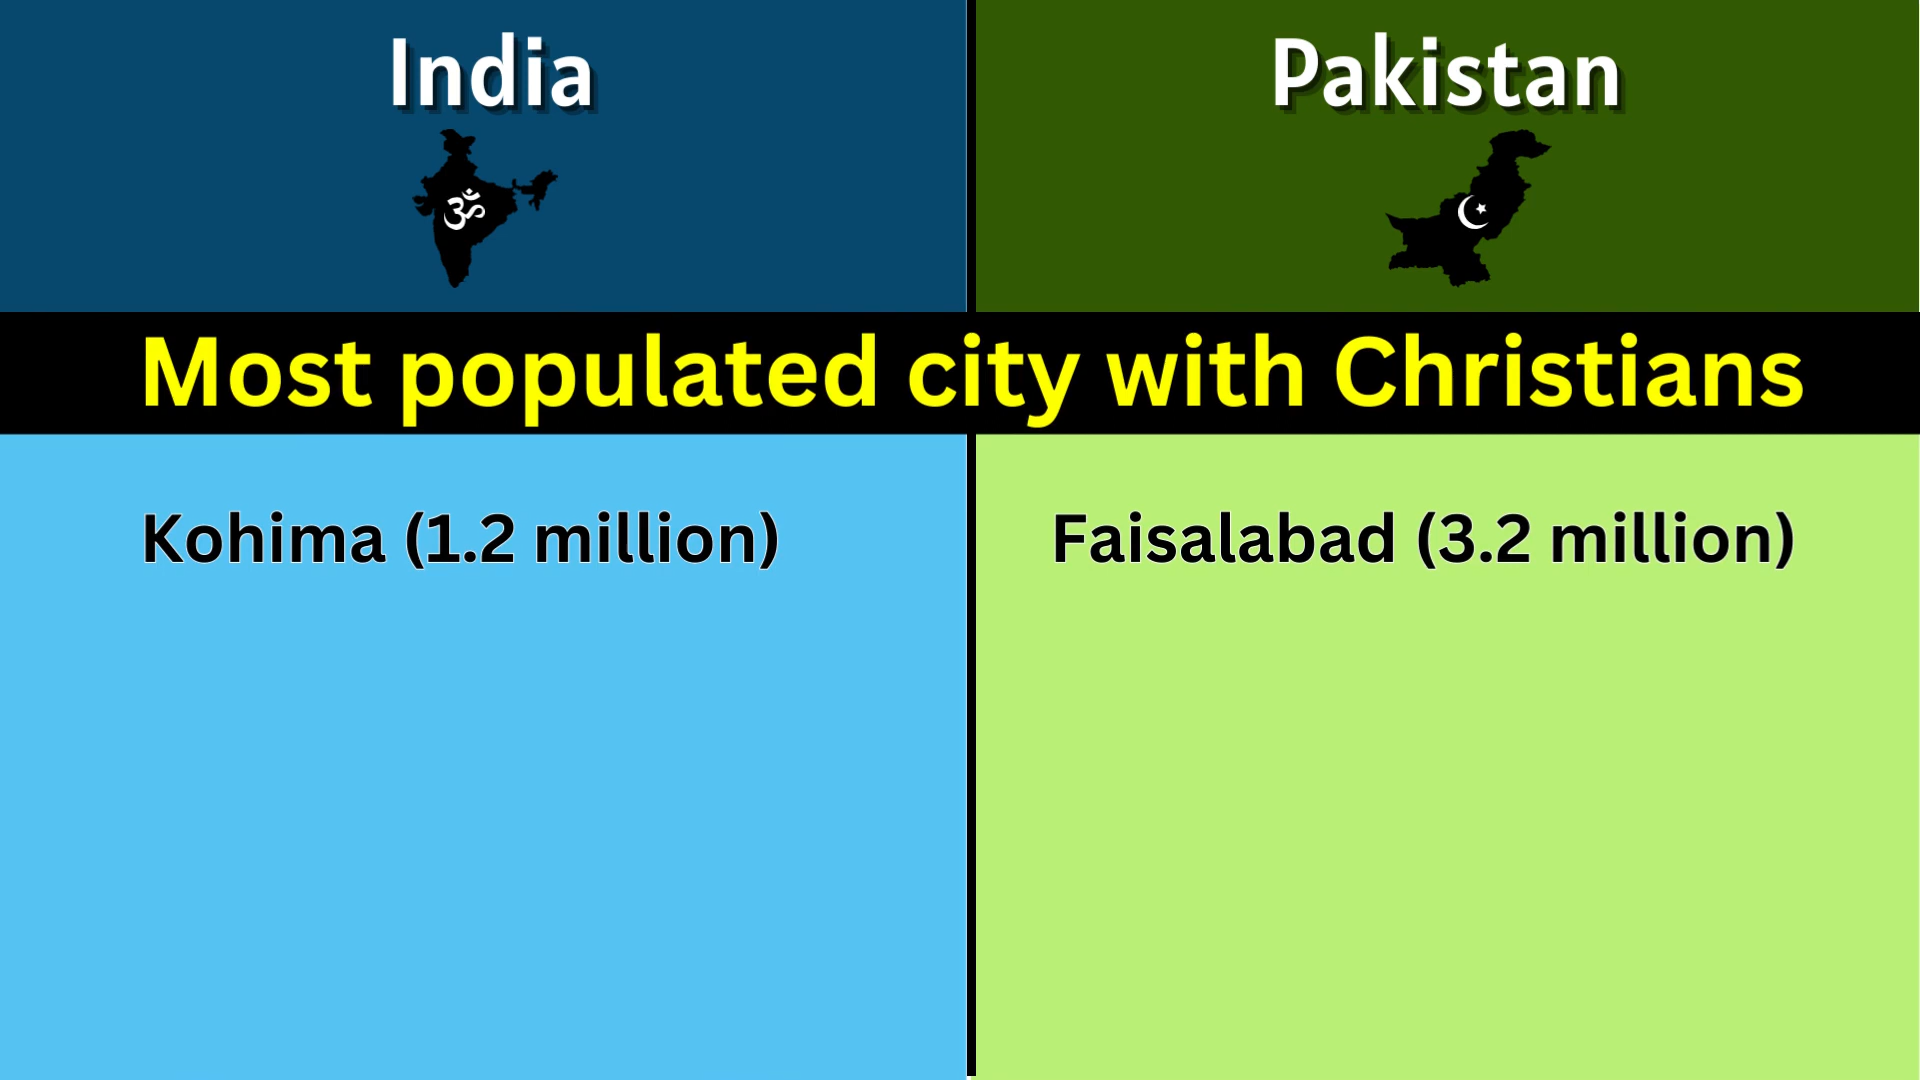 India
Pakistan
ॐ
Most populated city with Christians
Kohima (1.2 million)
Faisalabad (3.2 million)